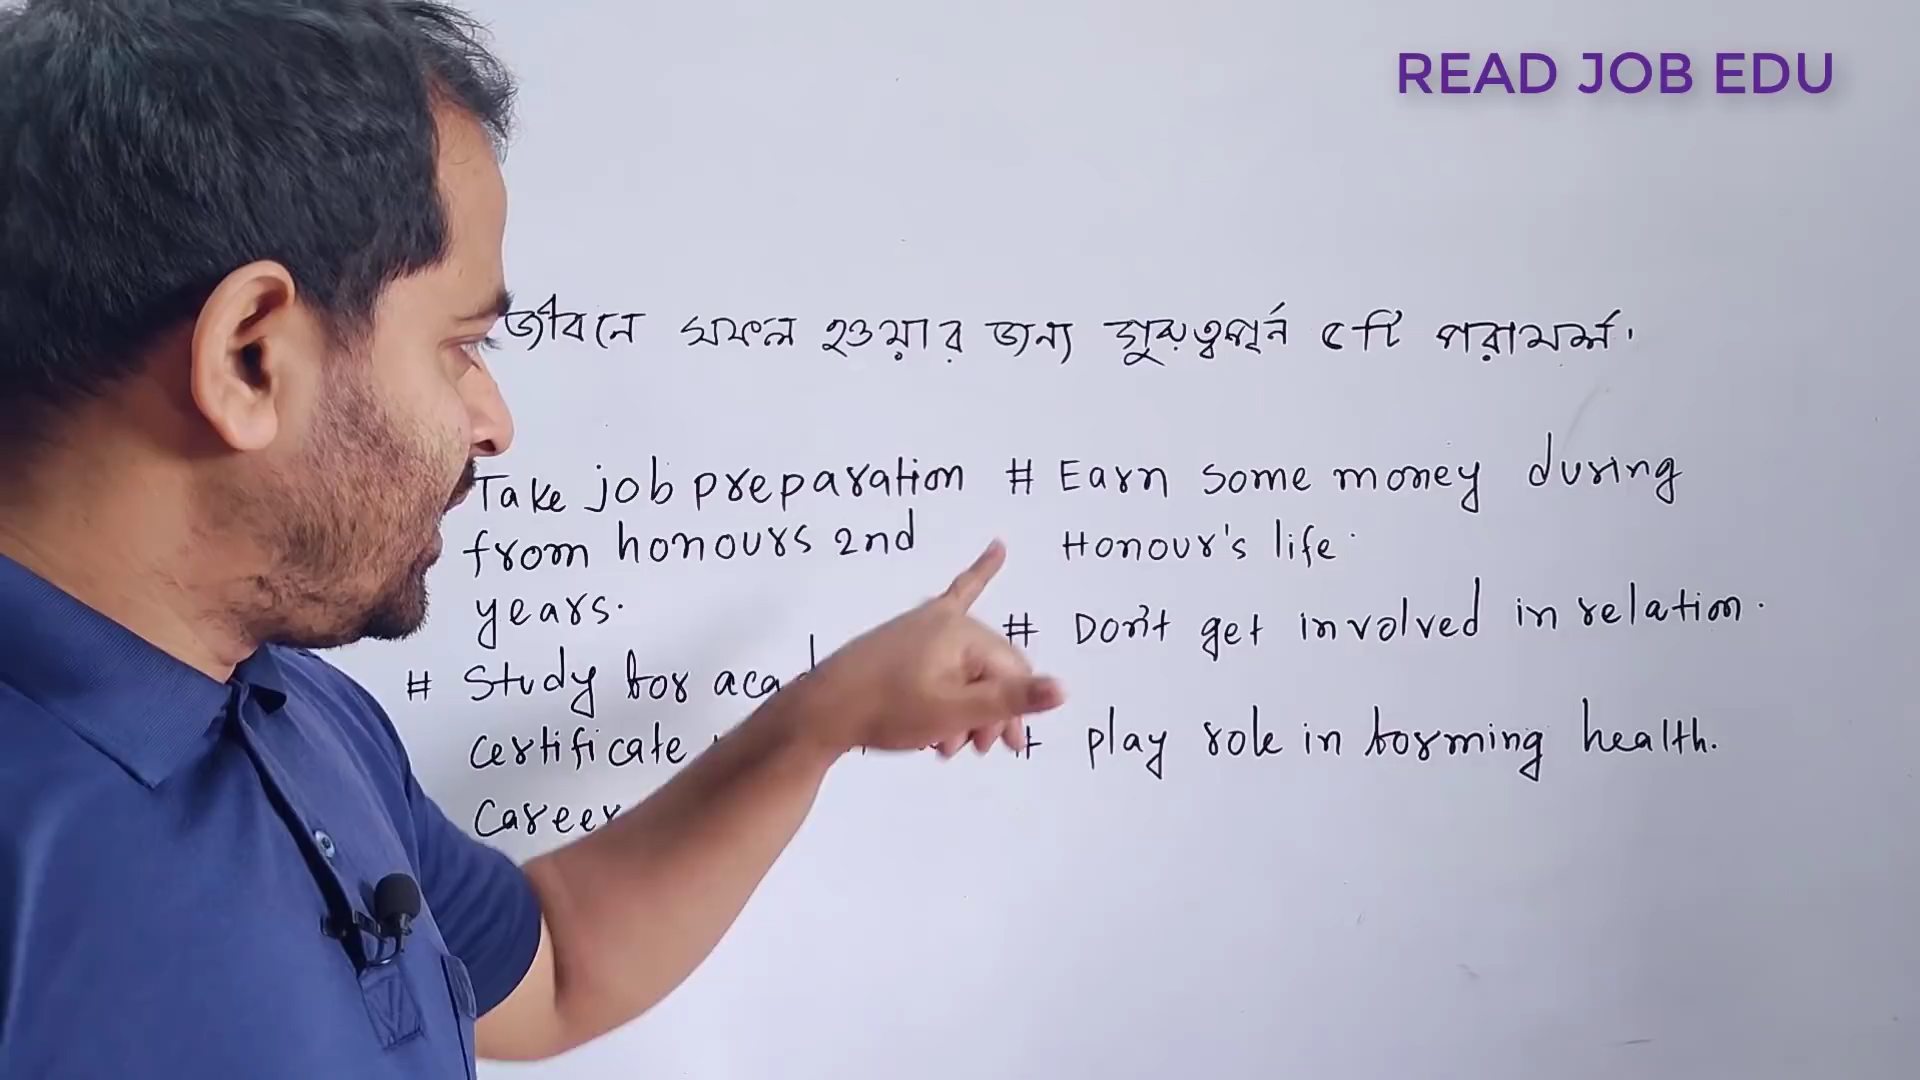 READ JOB EDU
জীবনে সফল হওয়ার জন্য গুরুত্বপূর্ন ৫টি পরামর্শ.
Take job preparation
from honours 2nd
years.
# Study for
certificate
Career
# Earn some money during
Honour's life.
# Don't get involved in relation.
# play role in forming health.